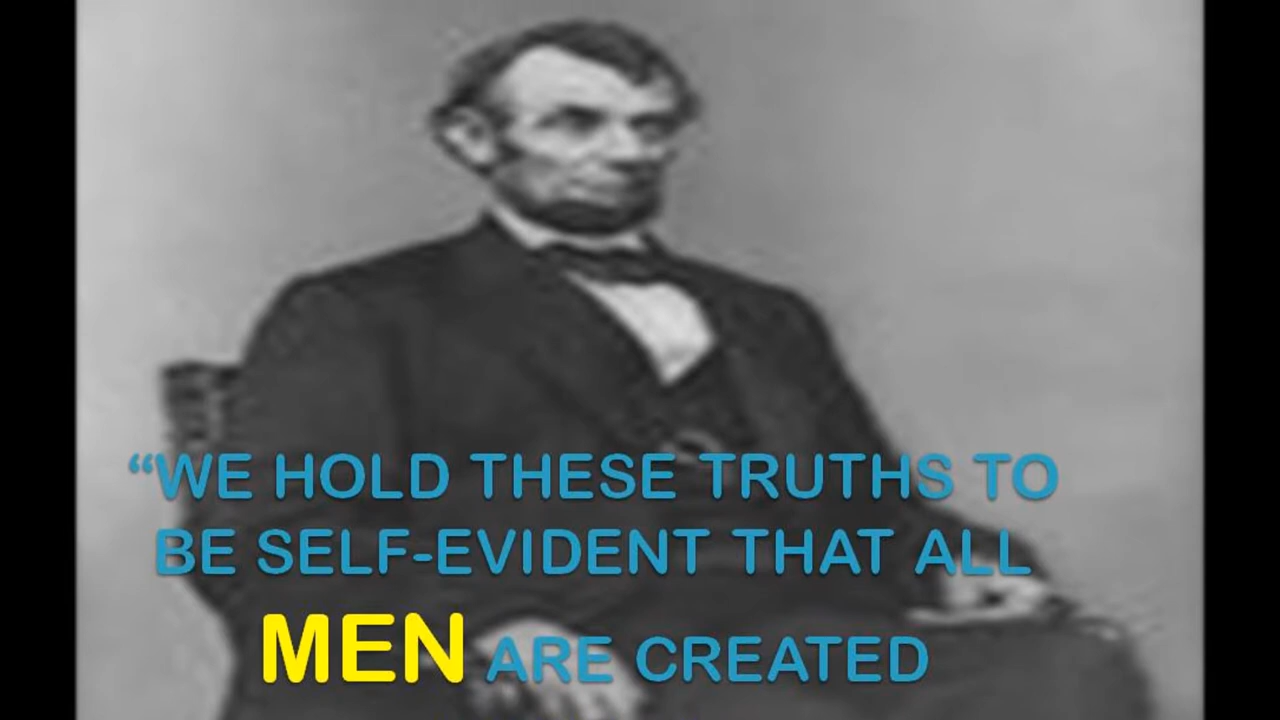 “WE HOLD THESE TRUTHS TO
BE SELF-EVIDENT THAT ALL
MEN ARE CREATED